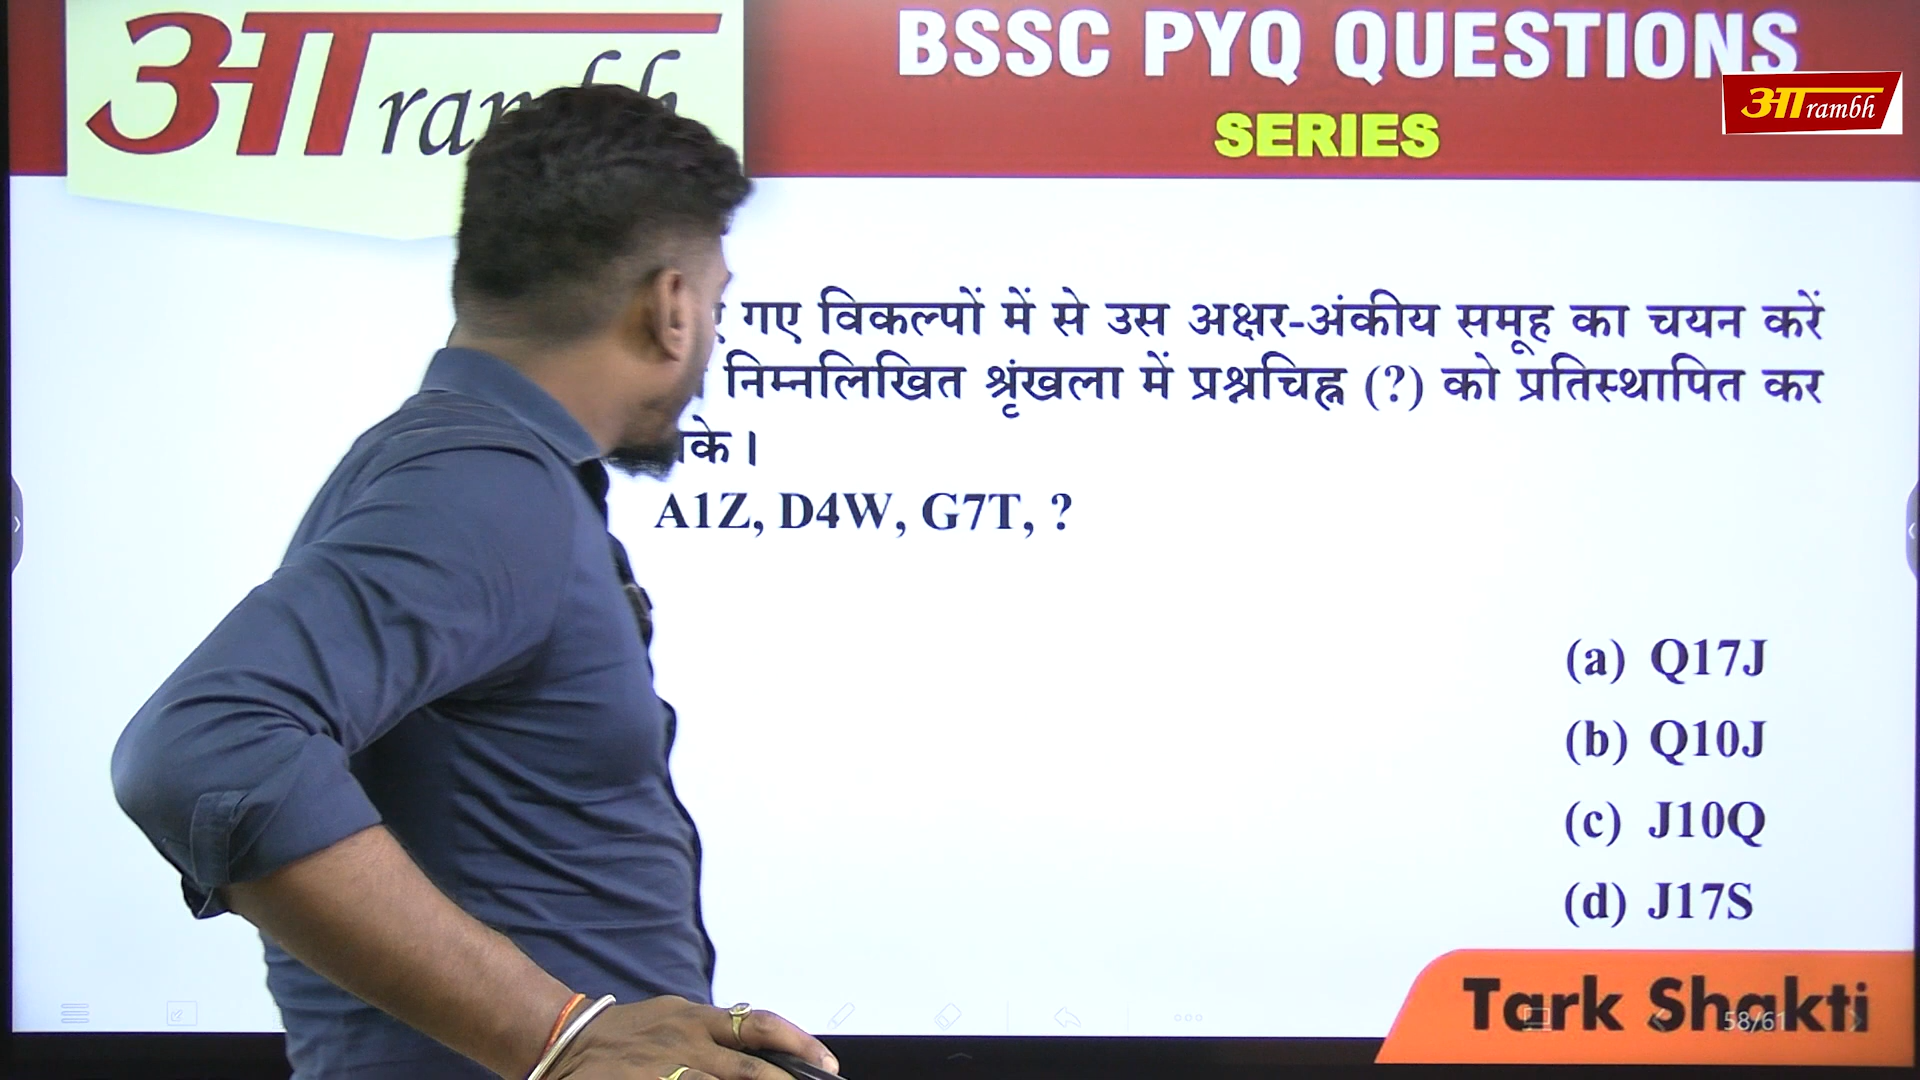 आ
BSSC PYQ QUESTIONS
SERIES
आrambh
गए विकल्पों में से उस अक्षर-अंकीय समूह का चयन करें
निम्नलिखित श्रृंखला में प्रश्नचिह्न (?) को प्रतिस्थापित कर
A1Z, D4W, G7T, ?
(a) Q17J
(b) Q10J
(c) J10Q
(d) J17S
Tark Shakti
58/61